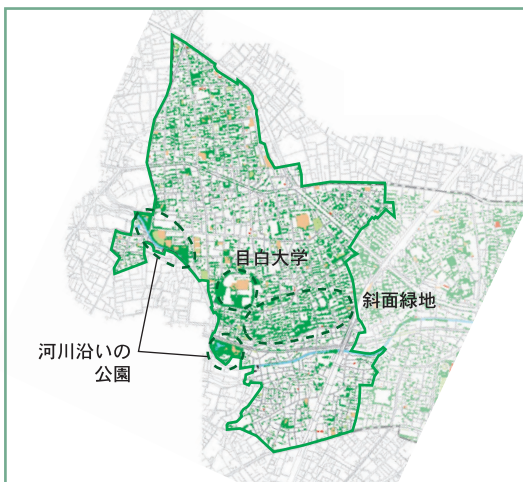 目白大学
斜面緑地
河川沿いの
公園